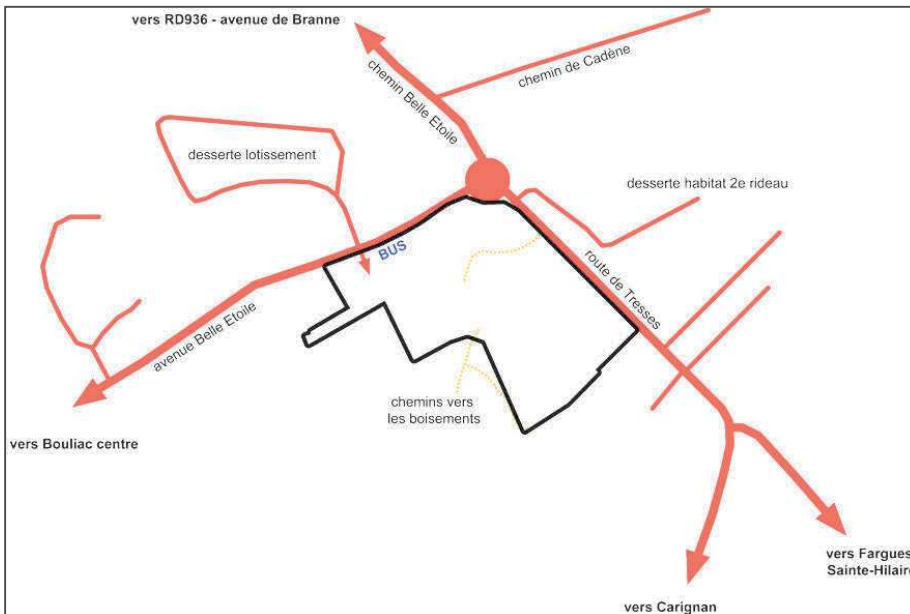 vers RD936 - avenue de Branne
chemin de Cadène
chemin Belle Etoile
desserte lotissement
desserte habitat 2e rideau
BUS
route de Tresses
avenue Belle Etoile
chemins vers
les boisements
vers Bouliac centre
vers Fargues
Sainte-Hilaire
vers Carignan